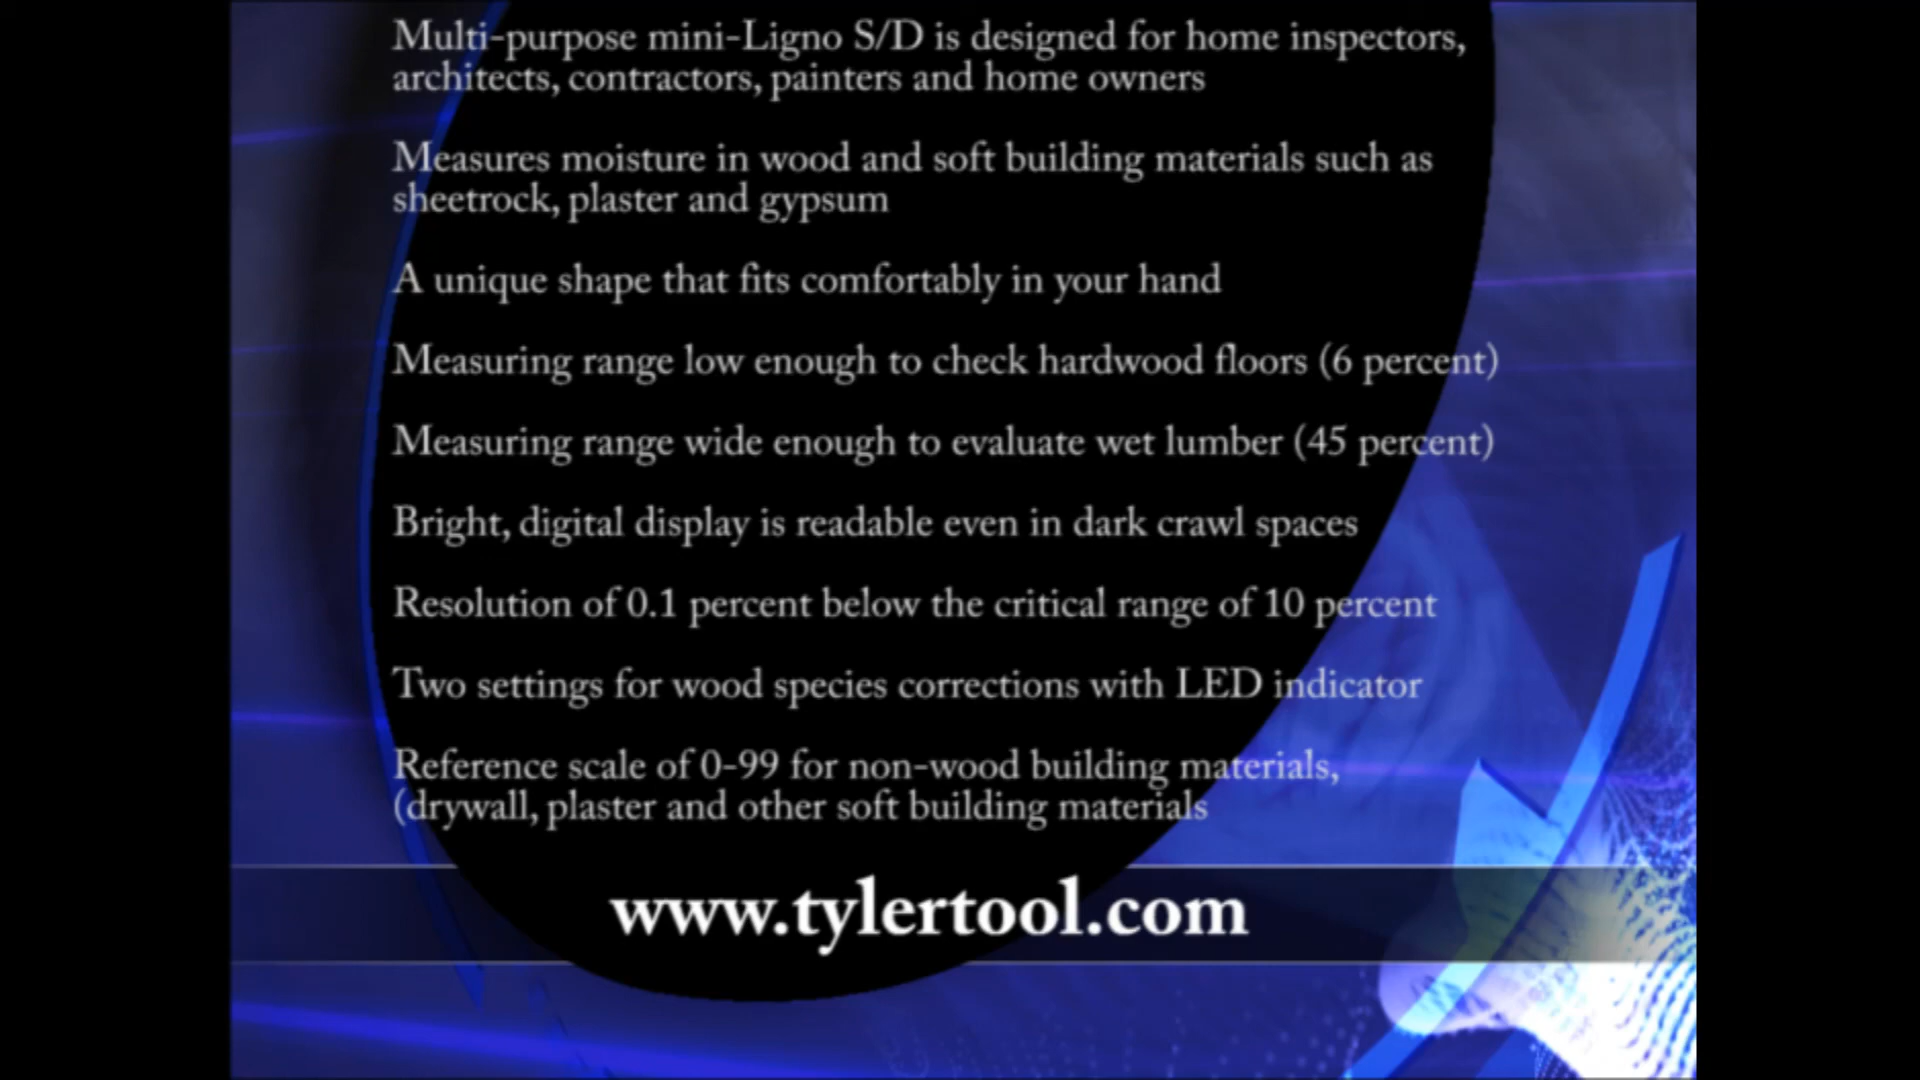 Multi-purpose mini-Ligno S/D is designed for home inspectors,
architects, contractors, painters and home owners
Measures moisture in wood and soft building materials such as
sheetrock, plaster and gypsum
A unique shape that fits comfortably in your hand
Measuring range low enough to check hardwood floors (6 percent)
Measuring range wide enough to evaluate wet lumber (45 percent)
Bright, digital display is readable even in dark crawl spaces
Resolution of 0.1 percent below the critical range of 10 percent
Two settings for wood species corrections with LED indicator
Reference scale of 0-99 for non-wood building materials,
(drywall, plaster and other soft building materials
www.tylertool.com